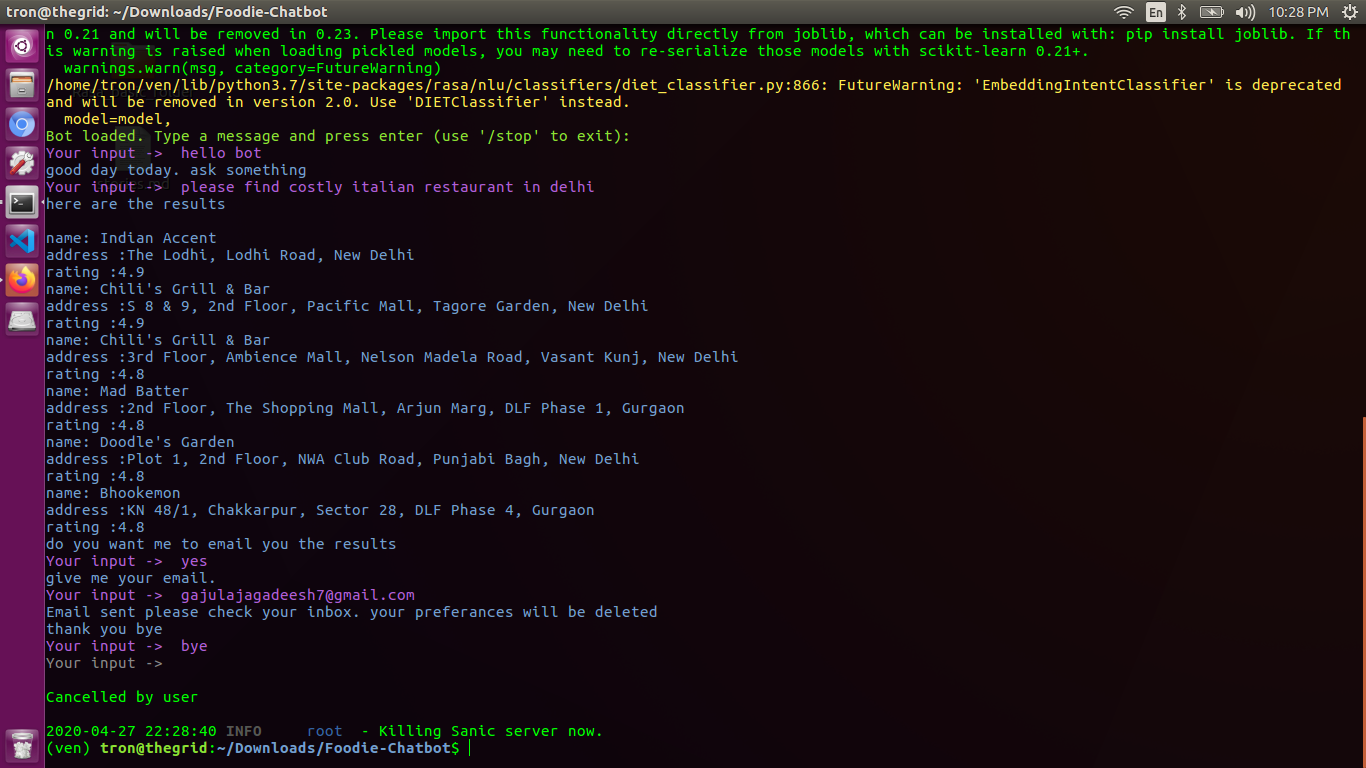 tron@thegrid: ~/Downloads/Foodie-Chatbot
En
10:28 PM
n 0.21 and will be removed in 0.23. Please import this functionality directly from joblib, which can be installed with: pip install joblib. If th
is warning is raised when loading pickled models, you may need to re-serialize those models with scikit-learn 0.21+.
  warnings.warn(msg, category=FutureWarning)
/home/tron/ven/lib/python3.7/site-packages/rasa/nlu/classifiers/diet_classifier.py:866: FutureWarning: 'EmbeddingIntentClassifier' is deprecated
and will be removed in version 2.0. Use 'DIETClassifier' instead.
  model=model,
Bot loaded. Type a message and press enter (use '/stop' to exit):
Your input ->  hello bot
good day today. ask something
Your input ->  please find costly italian restaurant in delhi
here are the results
name: Indian Accent
address :The Lodhi, Lodhi Road, New Delhi
rating :4.9
name: Chili's Grill & Bar
address :S 8 & 9, 2nd Floor, Pacific Mall, Tagore Garden, New Delhi
rating :4.9
name: Chili's Grill & Bar
address :3rd Floor, Ambience Mall, Nelson Madela Road, Vasant Kunj, New Delhi
rating :4.8
name: Mad Batter
address :2nd Floor, The Shopping Mall, Arjun Marg, DLF Phase 1, Gurgaon
rating :4.8
name: Doodle's Garden
address :Plot 1, 2nd Floor, NWA Club Road, Punjabi Bagh, New Delhi
rating :4.8
name: Bhookemon
address :KN 48/1, Chakkarpur, Sector 28, DLF Phase 4, Gurgaon
rating :4.8
do you want me to email you the results
Your input ->  yes
give me your email.
Your input ->  gajulajagadeesh7@gmail.com
Email sent please check your inbox. your preferances will be deleted
thank you bye
Your input ->  bye
Your input ->
Cancelled by user
2020-04-27 22:28:40 INFO     root  - Killing Sanic server now.
(ven) tron@thegrid:~/Downloads/Foodie-Chatbot$